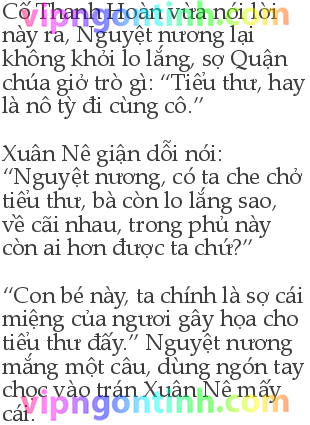 Cố Thanh Hoàn vừa nói lời
này ra, Nguyệt nương lại
không khỏi lo lắng, sợ Quận
chúa giở trò gì: “Tiểu thư, hay
là nô tỳ đi cùng cô.”

Xuân Nê giận dỗi nói:
“Nguyệt nương, có ta che chở
tiểu thư, bà còn lo lắng sao,
về cãi nhau, trong phủ này
còn ai hơn được ta chứ?”

“Con bé này, ta chính là sợ cái
miệng của ngươi gây họa cho
tiểu thư đấy.” Nguyệt nương
mắng một câu, dùng ngón tay
chọc vào trán Xuân Nê mấy
cái.
vipngontinh.com
vipngontinh.com
vipngontinh.com